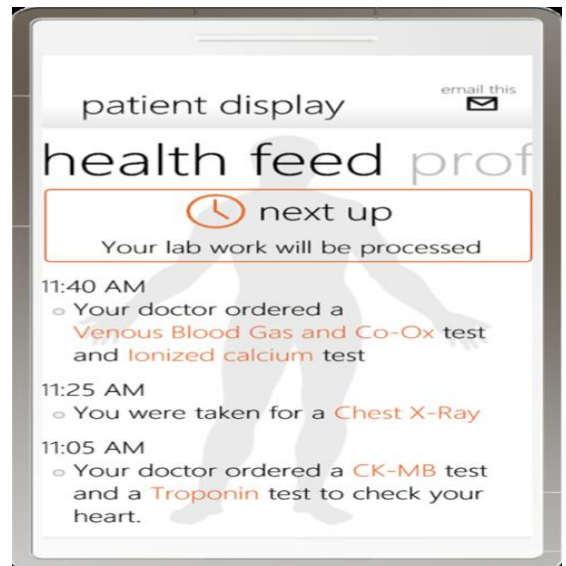 email this
patient display
health feed prof
next up
Your lab work will be processed
11:40 AM
Your doctor ordered a
Venous Blood Gas and Co-Ox test
and Ionized calcium test
11:25 AM
You were taken for a Chest X-Ray
11:05 AM
Your doctor ordered a CK-MB test
and a Troponin test to check your
heart.